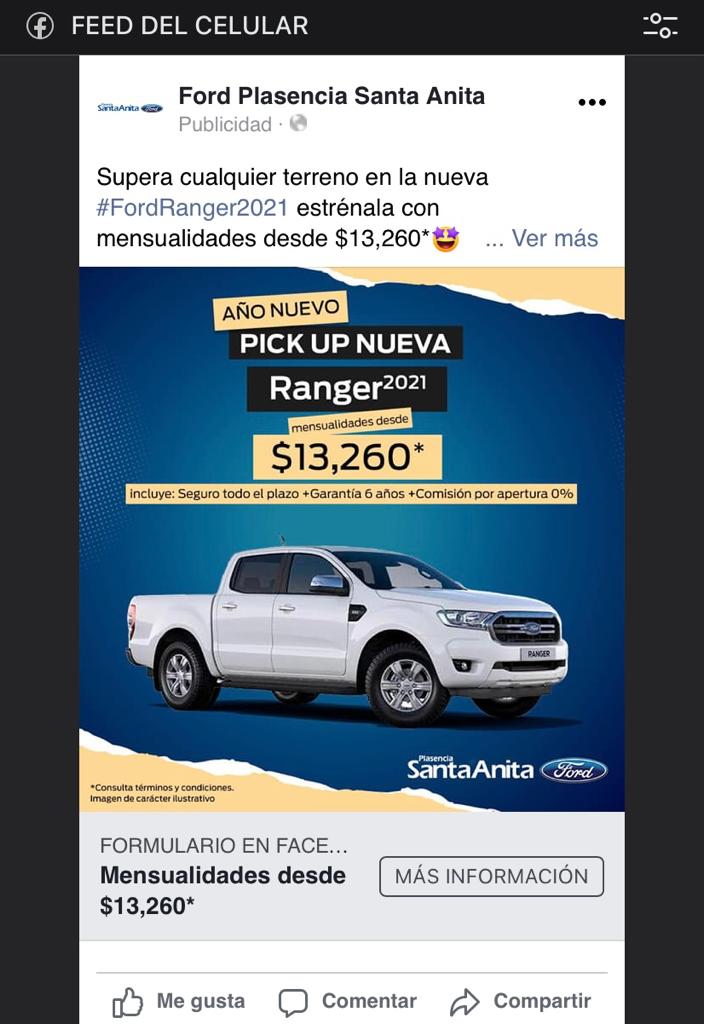 FEED DEL CELULAR
SantaAnita Ford
Ford Plasencia Santa Anita
Publicidad ·
Supera cualquier terreno en la nueva
#FordRanger2021 estrénala con
mensualidades desde $13,260*🤩 ... Ver más
AÑO NUEVO
PICK UP NUEVA
Ranger2021
mensualidades desde
$13,260*
incluye: Seguro todo el plazo +Garantía 6 años +Comisión por apertura 0%
Ford
RANGER
Plasencia
SantaAnita Ford
*Consulta términos y condiciones.
Imagen de carácter ilustrativo
FORMULARIO EN FACE...
Mensualidades desde
$13,260*
MÁS INFORMACIÓN
Me gusta Comentar Compartir